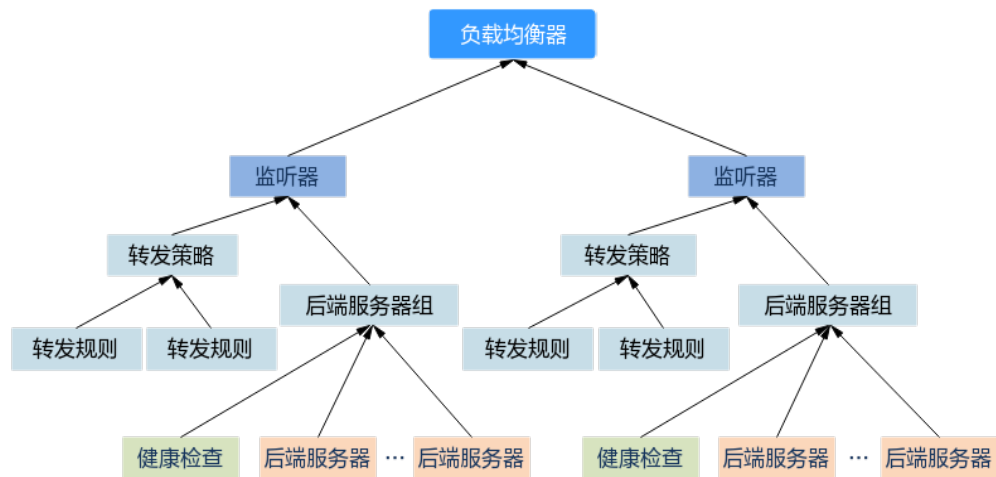 负载均衡器
监听器
监听器
转发策略
转发策略
后端服务器组
后端服务器组
转发规则
转发规则
转发规则
转发规则
健康检查
后端服务器
…
后端服务器
健康检查
后端服务器
…
后端服务器